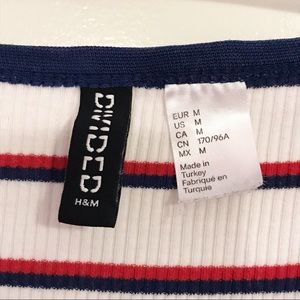 DIVIDED
H&M
EUR M
US M
CA M
CN 170/96A
MX M
Made in
Turkey
Fabriqué en
Turquie